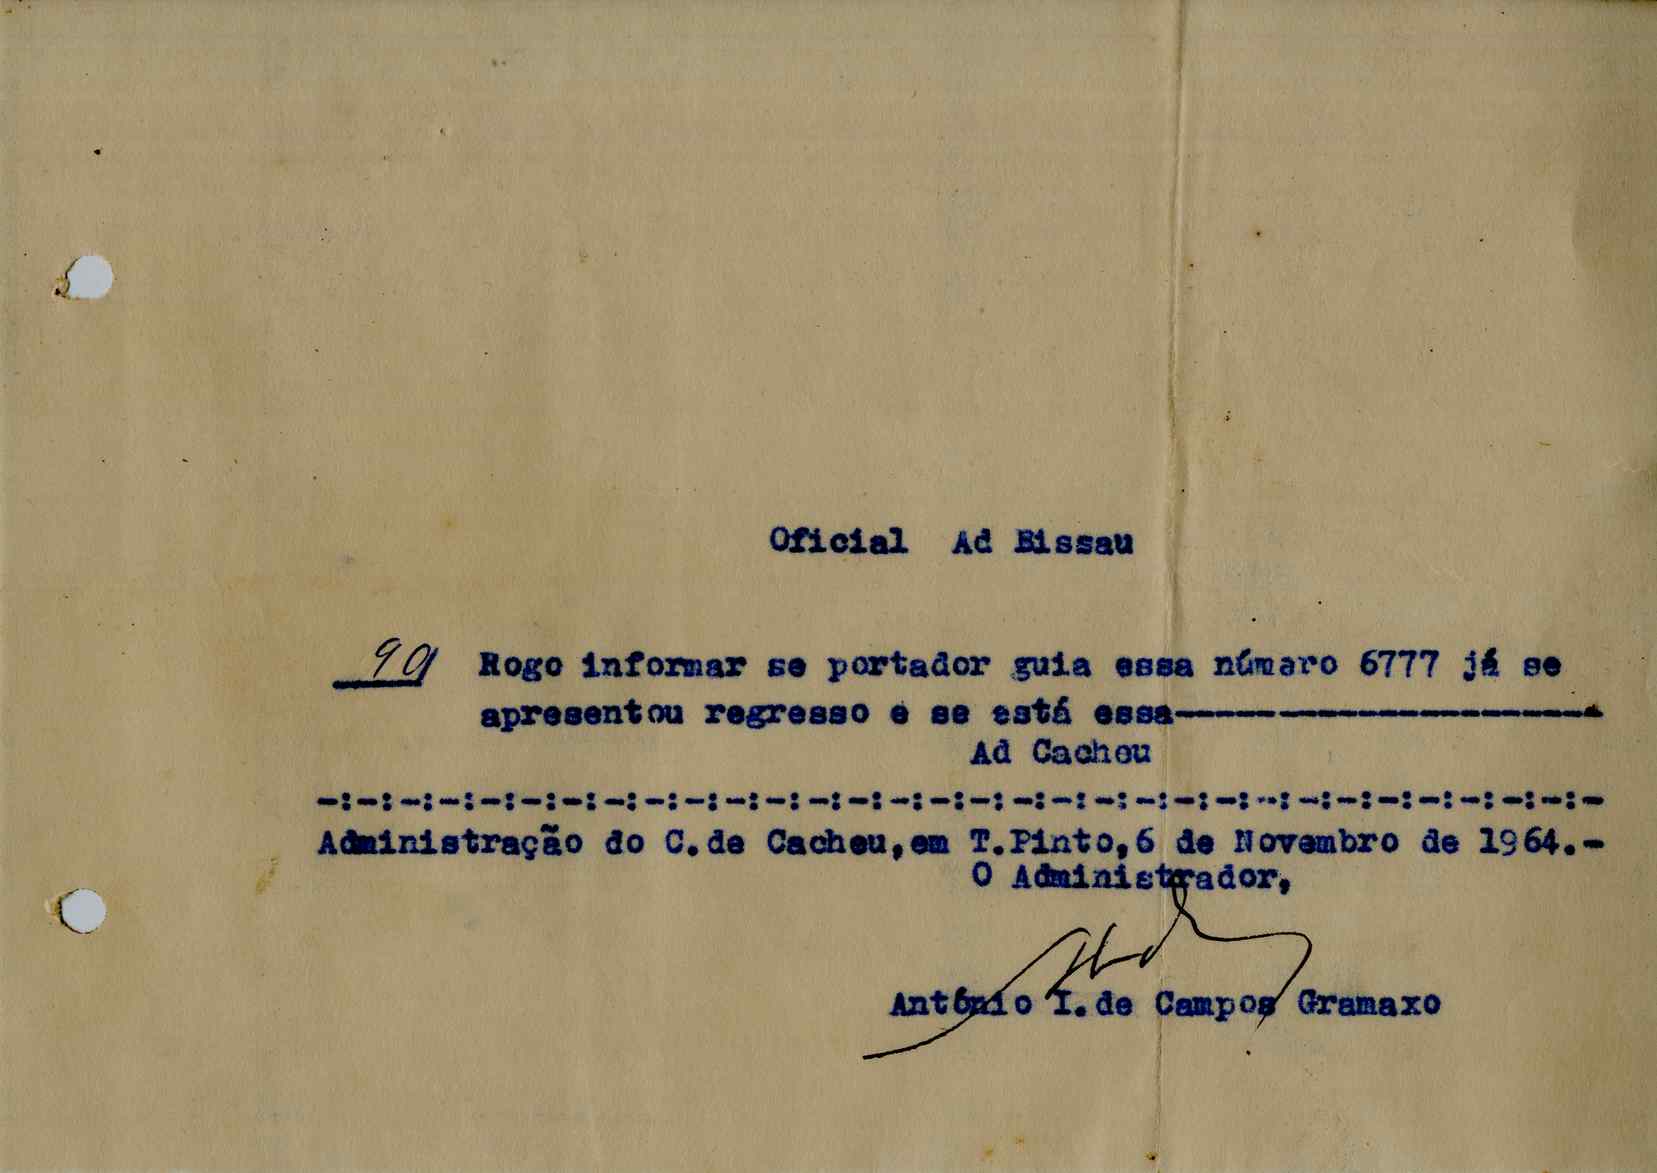 Oficial Ad Bissau
90 Rogo informar se portador guia essa número 6777 já se
apresentou regresso e se está essa---------------------
Ad Cacheu
-:-:-:-:-:-:-:-:-:-:-:-:-:-:-:-:-:-:-:-:-:-:-:-:-:-:-:-:-:-:-:-
Administração do C.de Cacheu,em T.Pinto,6 de Novembro de 1964.-
O Administrador,
António I.de Campos Gramaxo